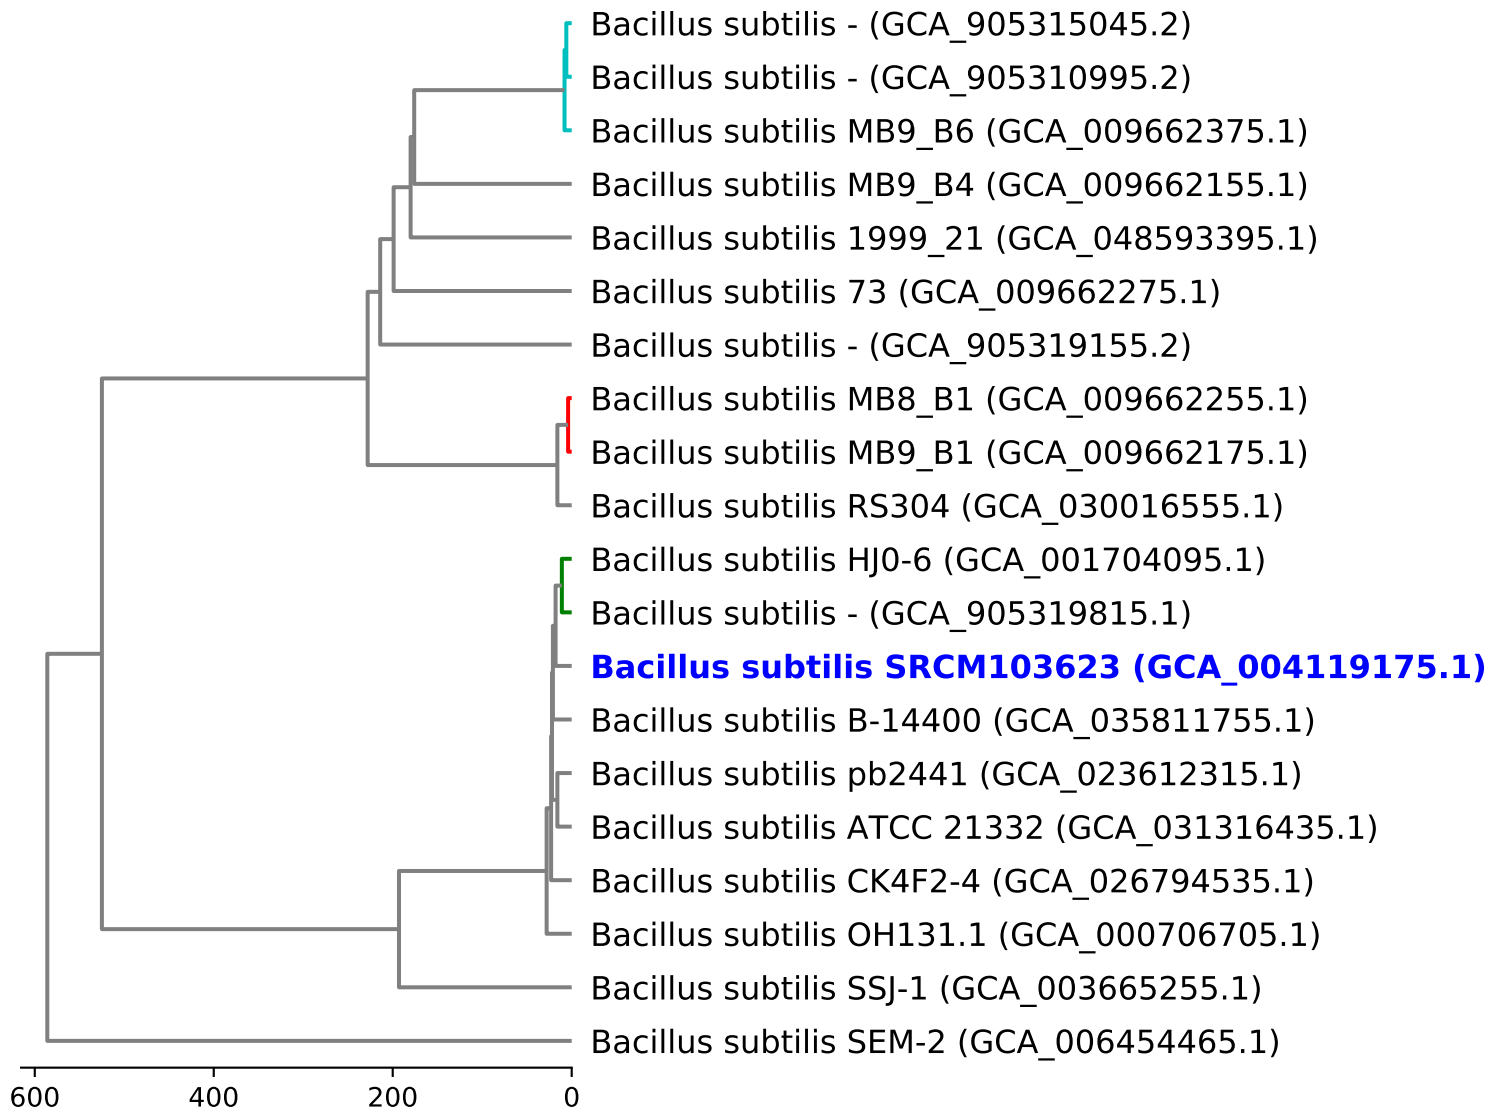 Bacillus subtilis - (GCA_905315045.2)
Bacillus subtilis - (GCA_905310995.2)
Bacillus subtilis MB9_B6 (GCA_009662375.1)
Bacillus subtilis MB9_B4 (GCA_009662155.1)
Bacillus subtilis 1999_21 (GCA_048593395.1)
Bacillus subtilis 73 (GCA_009662275.1)
Bacillus subtilis - (GCA_905319155.2)
Bacillus subtilis MB8_B1 (GCA_009662255.1)
Bacillus subtilis MB9_B1 (GCA_009662175.1)
Bacillus subtilis RS304 (GCA_030016555.1)
Bacillus subtilis HJ0-6 (GCA_001704095.1)
Bacillus subtilis - (GCA_905319815.1)
Bacillus subtilis SRCM103623 (GCA_004119175.1)
Bacillus subtilis B-14400 (GCA_035811755.1)
Bacillus subtilis pb2441 (GCA_023612315.1)
Bacillus subtilis ATCC 21332 (GCA_031316435.1)
Bacillus subtilis CK4F2-4 (GCA_026794535.1)
Bacillus subtilis OH131.1 (GCA_000706705.1)
Bacillus subtilis SSJ-1 (GCA_003665255.1)
Bacillus subtilis SEM-2 (GCA_006454465.1)
600 400 200 0